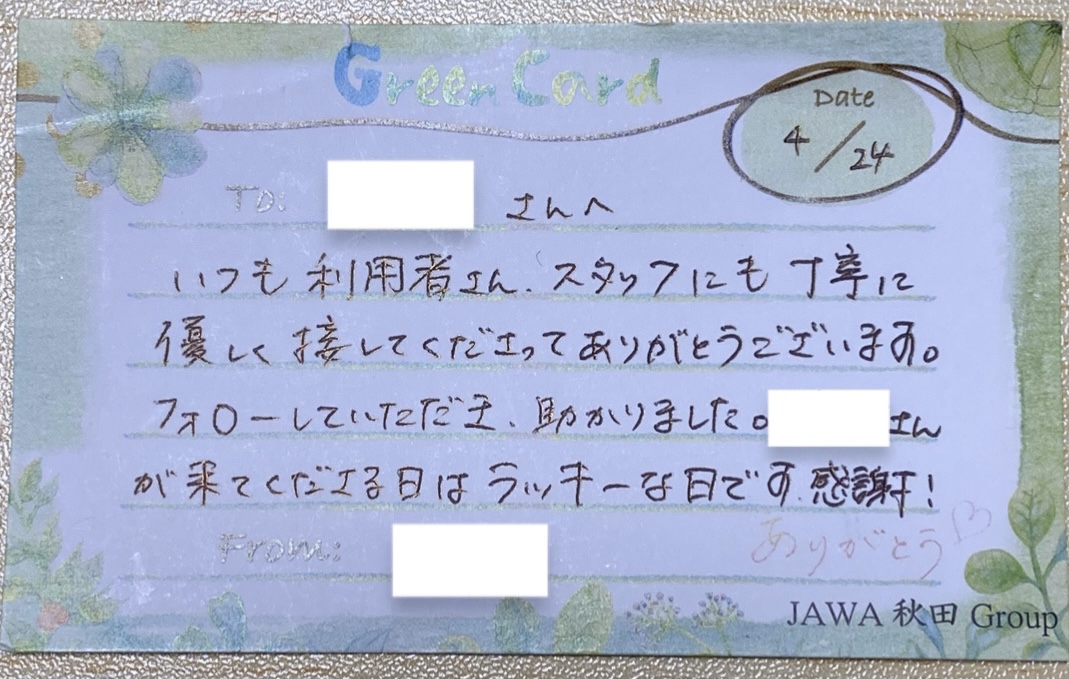 Green Card
Date
4/24
To: さんへ
いつも利用者さん、スタッフにも丁寧に
優しく接してくださってありがとうございます。
フォローしていただき、助かりました。 さん
が来てくださる日はラッキーな日です。感謝!
From:
ありがとう♡
JAWA 秋田 Group